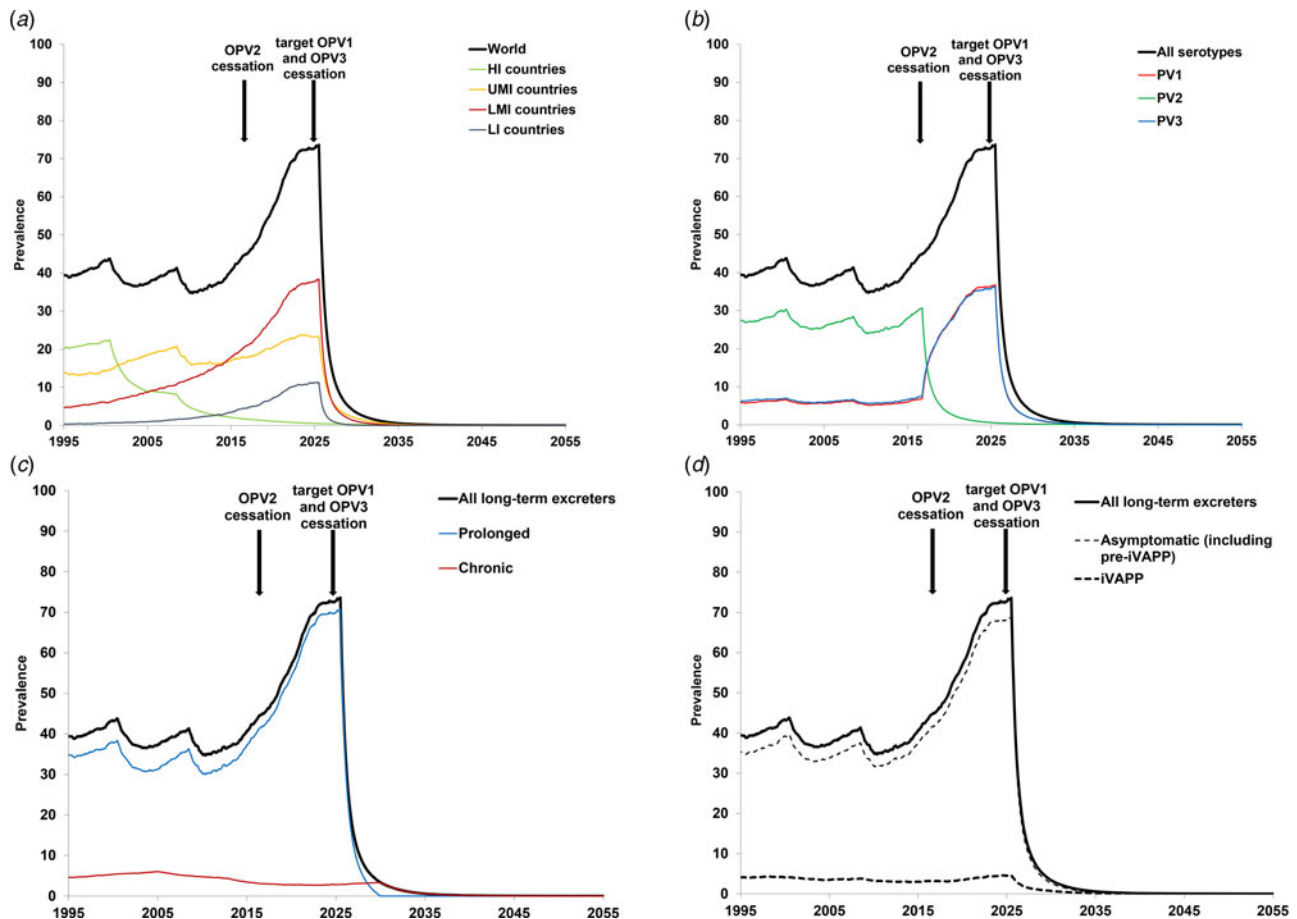 (a)
100
90
80
70
60
50
40
30
20
10
0
Prevalence
OPV2
cessation
target OPV1
and OPV3
cessation
World
HI countries
UMI countries
LMI countries
LI countries
1995 2005 2015 2025 2035 2045 2055
(b)
100
90
80
70
60
50
40
30
20
10
0
Prevalence
OPV2
cessation
target OPV1
and OPV3
cessation
All serotypes
PV1
PV2
PV3
1995 2005 2015 2025 2035 2045 2055
(c)
100
90
80
70
60
50
40
30
20
10
0
Prevalence
OPV2
cessation
target OPV1
and OPV3
cessation
All long-term excreters
Prolonged
Chronic
1995 2005 2015 2025 2035 2045 2055
(d)
100
90
80
70
60
50
40
30
20
10
0
Prevalence
OPV2
cessation
target OPV1
and OPV3
cessation
All long-term excreters
Asymptomatic (including
pre-iVAPP)
iVAPP
1995 2005 2015 2025 2035 2045 2055